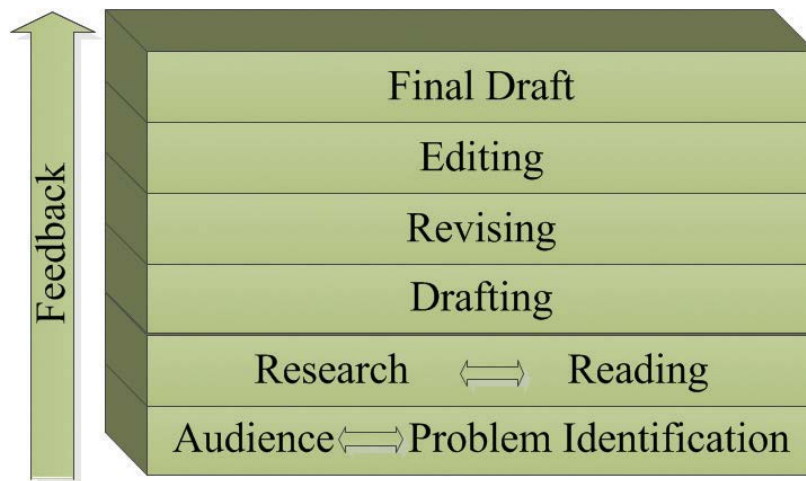 Feedback
Final Draft
Editing
Revising
Drafting
Research Reading
Audience Problem Identification